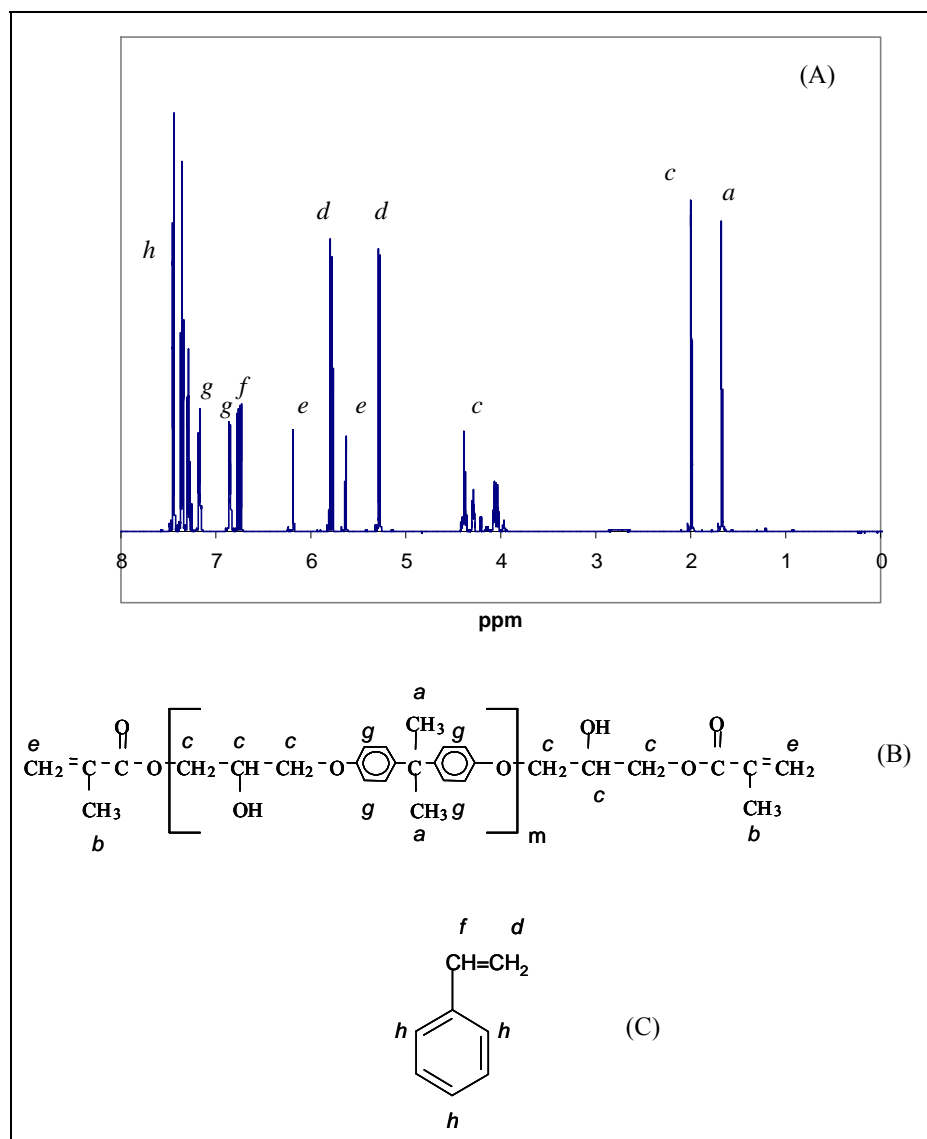 (A)
c
a
d d
h
g g f e e c
8 7 6 5 4 3 2 1 0
ppm
a
O CH₃ OH O
e c c c g g c c e
CH₂=C–C–O–CH₂–CH–CH₂–O–C–O–CH₂–CH–CH₂–O–C–C=CH₂ (B)
CH₃ OH g CH₃ g c CH₃
b a m b
f d
CH=CH₂
h h (C)
h